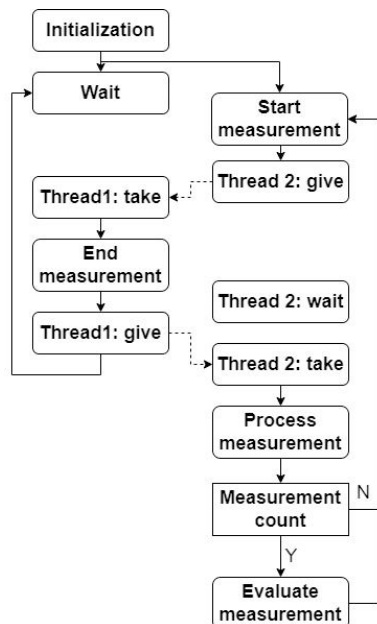 Initialization
Wait
Start
measurement
Thread 2: give
Thread1: take
End
measurement
Thread 2: wait
Thread1: give
Thread 2: take
Process
measurement
Measurement
count
N
Y
Evaluate
measurement